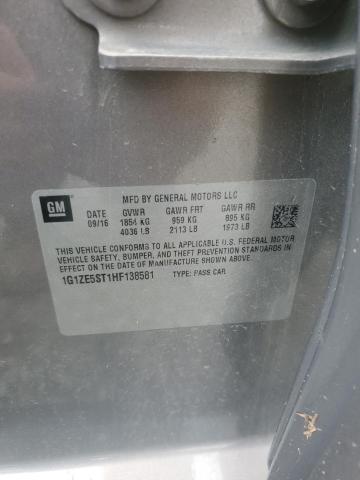 MFD BY GENERAL MOTORS LLC
GM
DATE GVWR GAWR FRT GAWR RR
09/16 1854 KG 959 KG 895 KG
4036 LB 2113 LB 1973 LB
THIS VEHICLE CONFORMS TO ALL APPLICABLE U.S. FEDERAL MOTOR
VEHICLE SAFETY, BUMPER, AND THEFT PREVENTION STANDARDS IN
EFFECT ON THE DATE OF MANUFACTURE SHOWN ABOVE.
1G1ZE5ST1HF138581 TYPE: PASS CAR